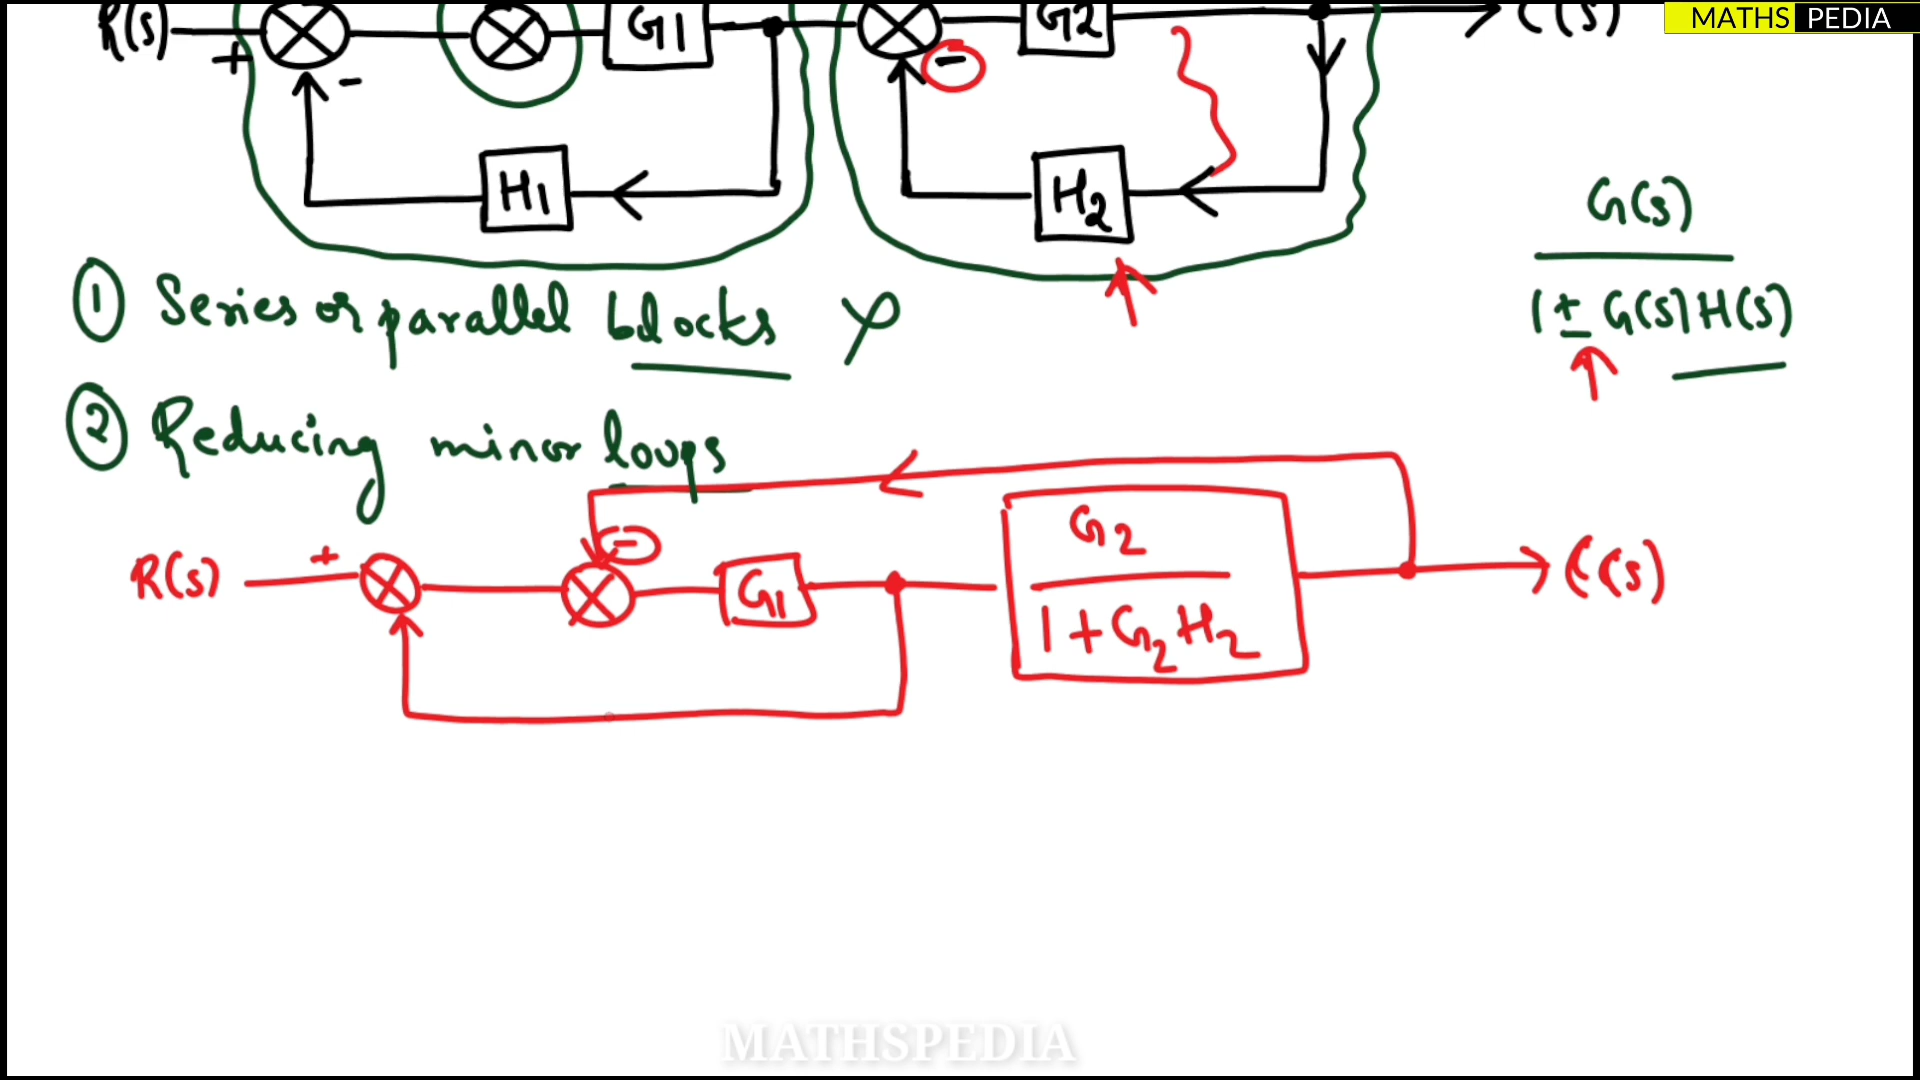 MATHS PEDIA
R(s) G1 G2 C(s)
+ - -
H1 H2
G(s)
1 ± G(s)H(s)
① Series or parallel blocks
② Reducing minor loops
-
R(s) + G1 G2 C(s)
1 + G2H2
MATHSPEDIA